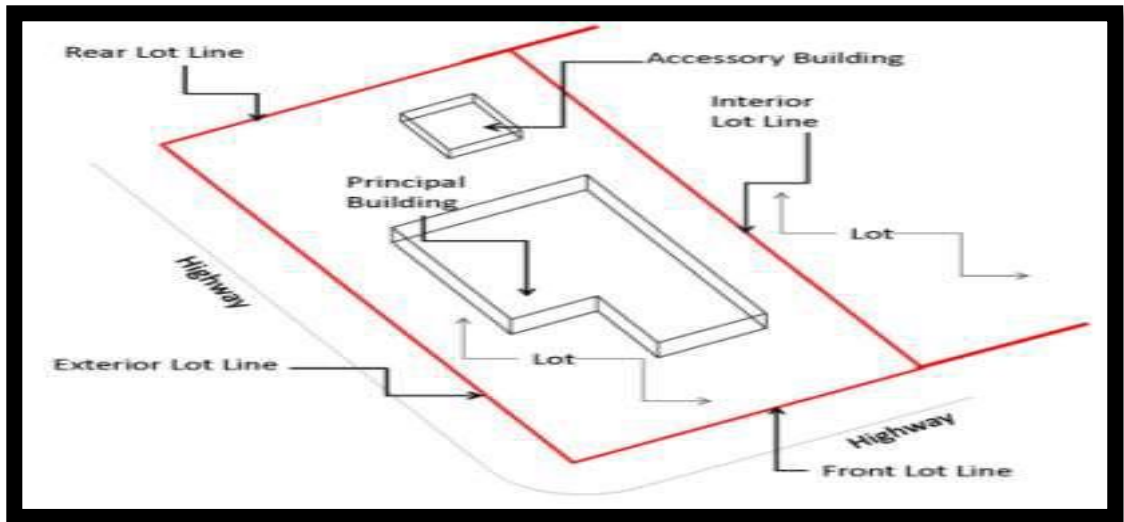 Rear Lot Line
Accessory Building
Interior
Lot Line
Principal
Building
Lot
Highway
Lot
Exterior Lot Line
Highway
Front Lot Line